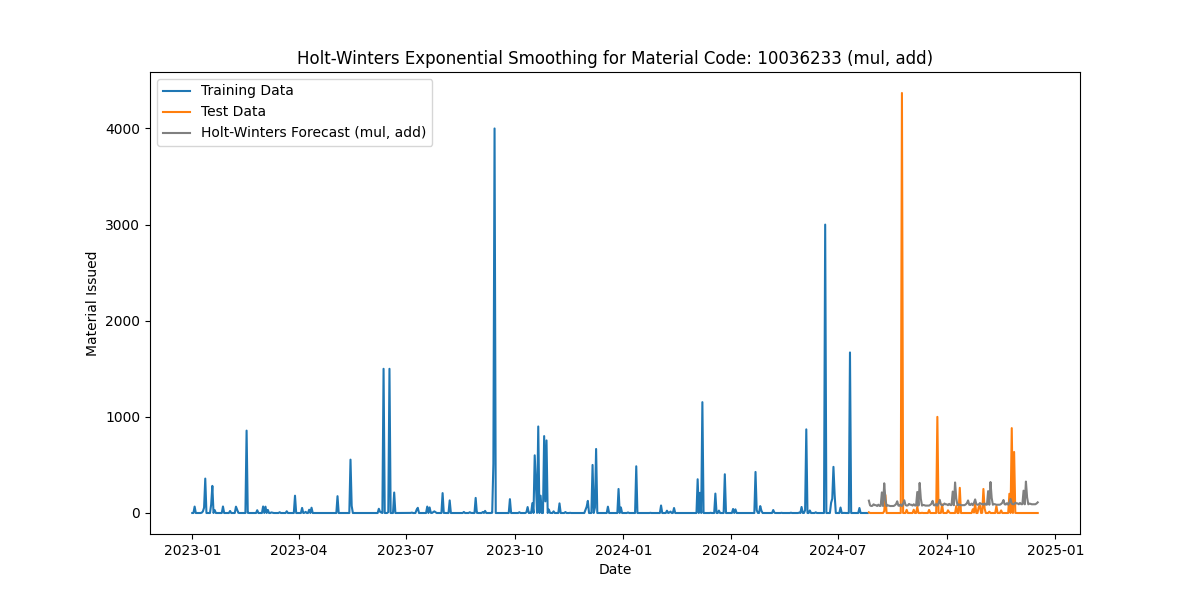 Holt-Winters Exponential Smoothing for Material Code: 10036233 (mul, add)
Training Data
Test Data
Holt-Winters Forecast (mul, add)
Material Issued
4000
3000
2000
1000
0
2023-01 2023-04 2023-07 2023-10 2024-01 2024-04 2024-07 2024-10 2025-01
Date